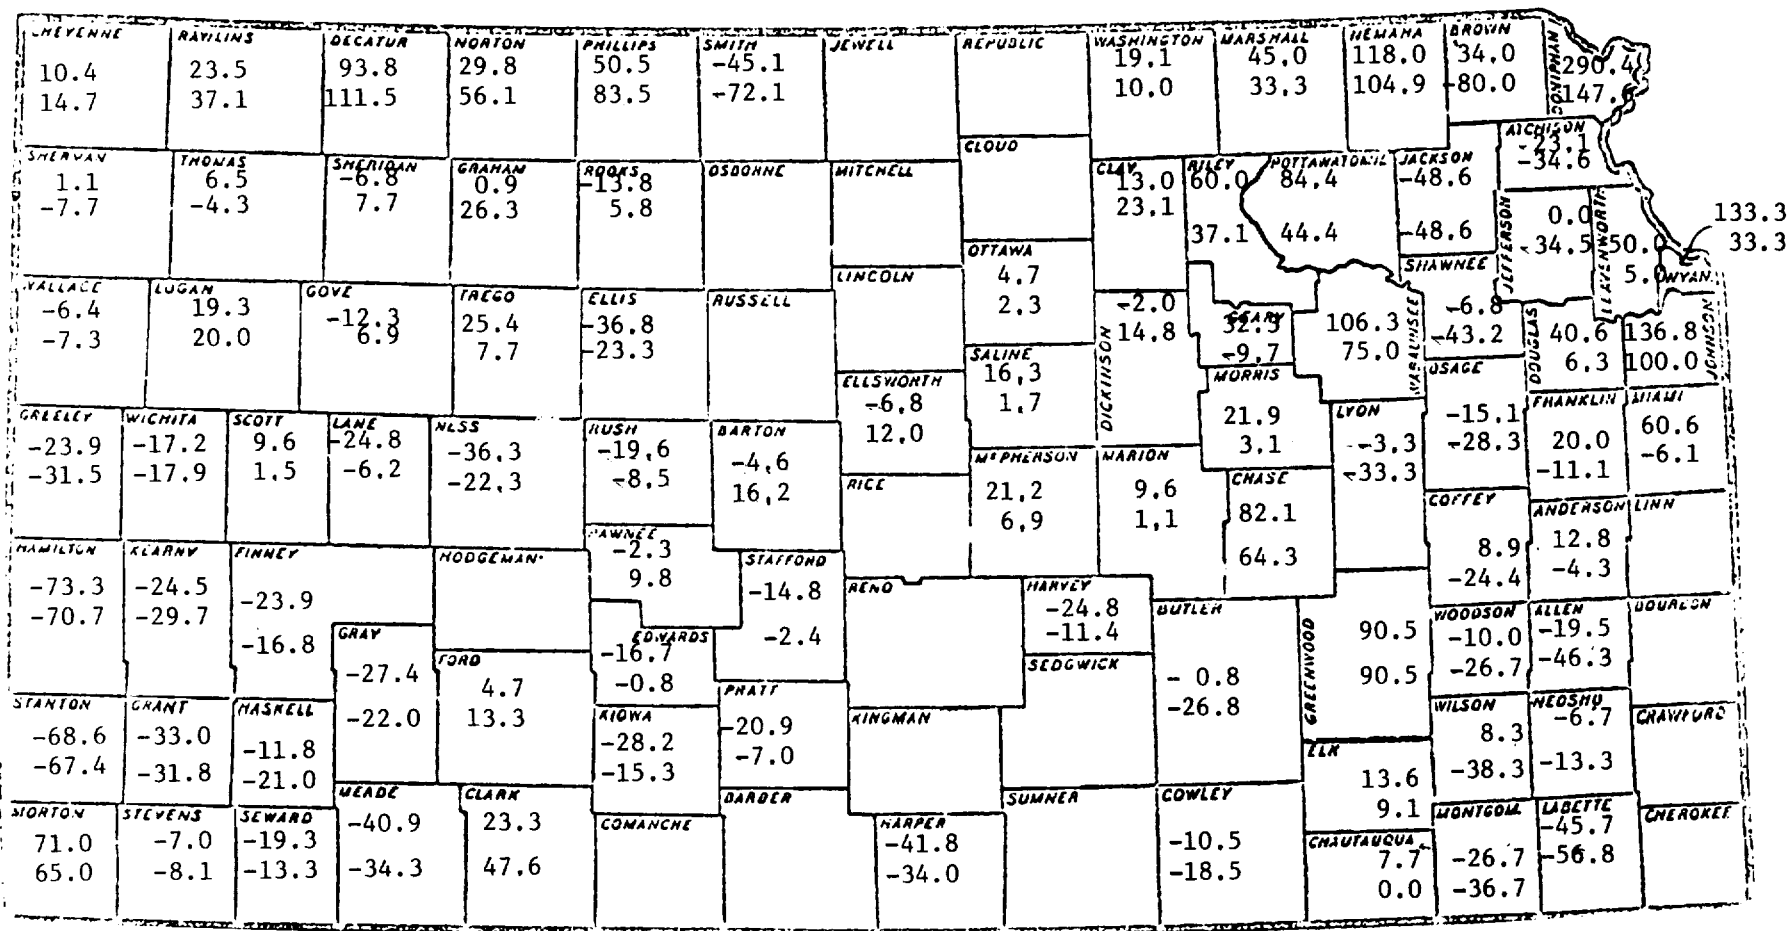 CHEYENNE
10.4
14.7
RAWLINS
23.5
37.1
DECATUR
93.8
111.5
NORTON
29.8
56.1
PHILLIPS
50.5
83.5
SMITH
-45.1
-72.1
JEWELL
REPUBLIC
WASHINGTON
19.1
10.0
MARSHALL
45.0
33.3
NEMAHA
118.0
104.9
BROWN
34.0
-80.0
DONIPHAN
290.4
147.6
ATCHISON
-23.1
-34.6
SHERMAN
1.1
-7.7
THOMAS
6.5
-4.3
SHERIDAN
-6.8
7.7
GRAHAM
0.9
26.3
ROOKS
-13.8
5.8
OSBORNE
MITCHELL
CLOUD
CLAY
13.0
23.1
RILEY
60.0
37.1
POTTAWATOMIE
84.4
44.4
JACKSON
-48.6
-48.6
JEFFERSON
0.0
-34.5
LEAVENWORTH
50.0
5.0
133.3
33.3
WYAN.
WALLACE
-6.4
-7.3
LOGAN
19.3
20.0
GOVE
-12.3
6.9
TREGO
25.4
7.7
ELLIS
-36.8
-23.3
RUSSELL
LINCOLN
OTTAWA
4.7
2.3
SALINE
16.3
1.7
DICKINSON
-2.0
14.8
GEARY
32.3
-9.7
WABAUNSEE
106.3
75.0
SHAWNEE
-6.8
-43.2
DOUGLAS
40.6
6.3
JOHNSON
136.8
100.0
GREELEY
-23.9
-31.5
WICHITA
-17.2
-17.9
SCOTT
9.6
1.5
LANE
-24.8
-6.2
NESS
-36.3
-22.3
RUSH
-19.6
-8.5
BARTON
-4.6
16.2
ELLSWORTH
-6.8
12.0
RICE
McPHERSON
21.2
6.9
MARION
9.6
1.1
MORRIS
21.9
3.1
CHASE
82.1
64.3
LYON
-3.3
-33.3
OSAGE
-15.1
-28.3
FRANKLIN
20.0
-11.1
MIAMI
60.6
-6.1
COFFEY
8.9
-24.4
ANDERSON
12.8
-4.3
LINN
HAMILTON
-73.3
-70.7
KEARNY
-24.5
-29.7
FINNEY
-23.9
-16.8
HODGEMAN
PAWNEE
-2.3
9.8
STAFFORD
-14.8
-2.4
RENO
HARVEY
-24.8
-11.4
BUTLER
- 0.8
-26.8
GREENWOOD
90.5
90.5
WOODSON
-10.0
-26.7
ALLEN
-19.5
-46.3
BOURBON
GRAY
-27.4
-22.0
FORD
4.7
13.3
EDWARDS
-16.7
-0.8
SEDGWICK
STANTON
-68.6
-67.4
GRANT
-33.0
-31.8
HASKELL
-11.8
-21.0
KIOWA
-28.2
-15.3
PRATT
-20.9
-7.0
KINGMAN
ELK
13.6
9.1
WILSON
8.3
-38.3
NEOSHO
-6.7
-13.3
CRAWFORD
MORTON
71.0
65.0
STEVENS
-7.0
-8.1
SEWARD
-19.3
-13.3
MEADE
-40.9
-34.3
CLARK
23.3
47.6
COMANCHE
BARBER
HARPER
-41.8
-34.0
SUMNER
COWLEY
-10.5
-18.5
CHAUTAUQUA
7.7
0.0
MONTGOM.
-26.7
-36.7
LABETTE
-45.7
-56.8
CHEROKEE